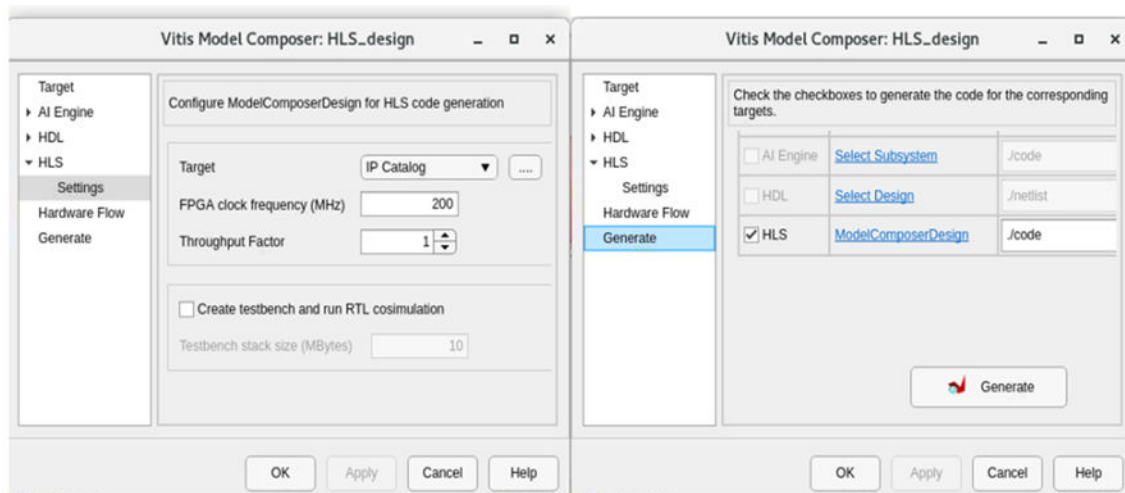 Vitis Model Composer: HLS_design
Target
AI Engine
HDL
HLS
Settings
Hardware Flow
Generate
Configure ModelComposerDesign for HLS code generation
Target IP Catalog ....
FPGA clock frequency (MHz) 200
Throughput Factor 1
Create testbench and run RTL cosimulation
Testbench stack size (MBytes) 10
OK Apply Cancel Help
Vitis Model Composer: HLS_design
Target
AI Engine
HDL
HLS
Settings
Hardware Flow
Generate
Check the checkboxes to generate the code for the corresponding
targets.
AI Engine Select Subsystem ./code
HDL Select Design ./netlist
HLS ModelComposerDesign ./code
Generate
OK Apply Cancel Help